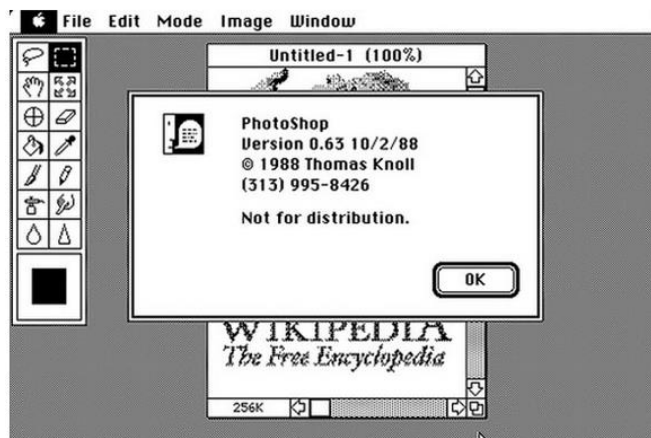 File Edit Mode Image Window
Untitled-1 (100%)
PhotoShop
Version 0.63 10/2/88
© 1988 Thomas Knoll
(313) 995-8426
Not for distribution.
OK
WIKIPEDIA
The Free Encyclopedia
256K